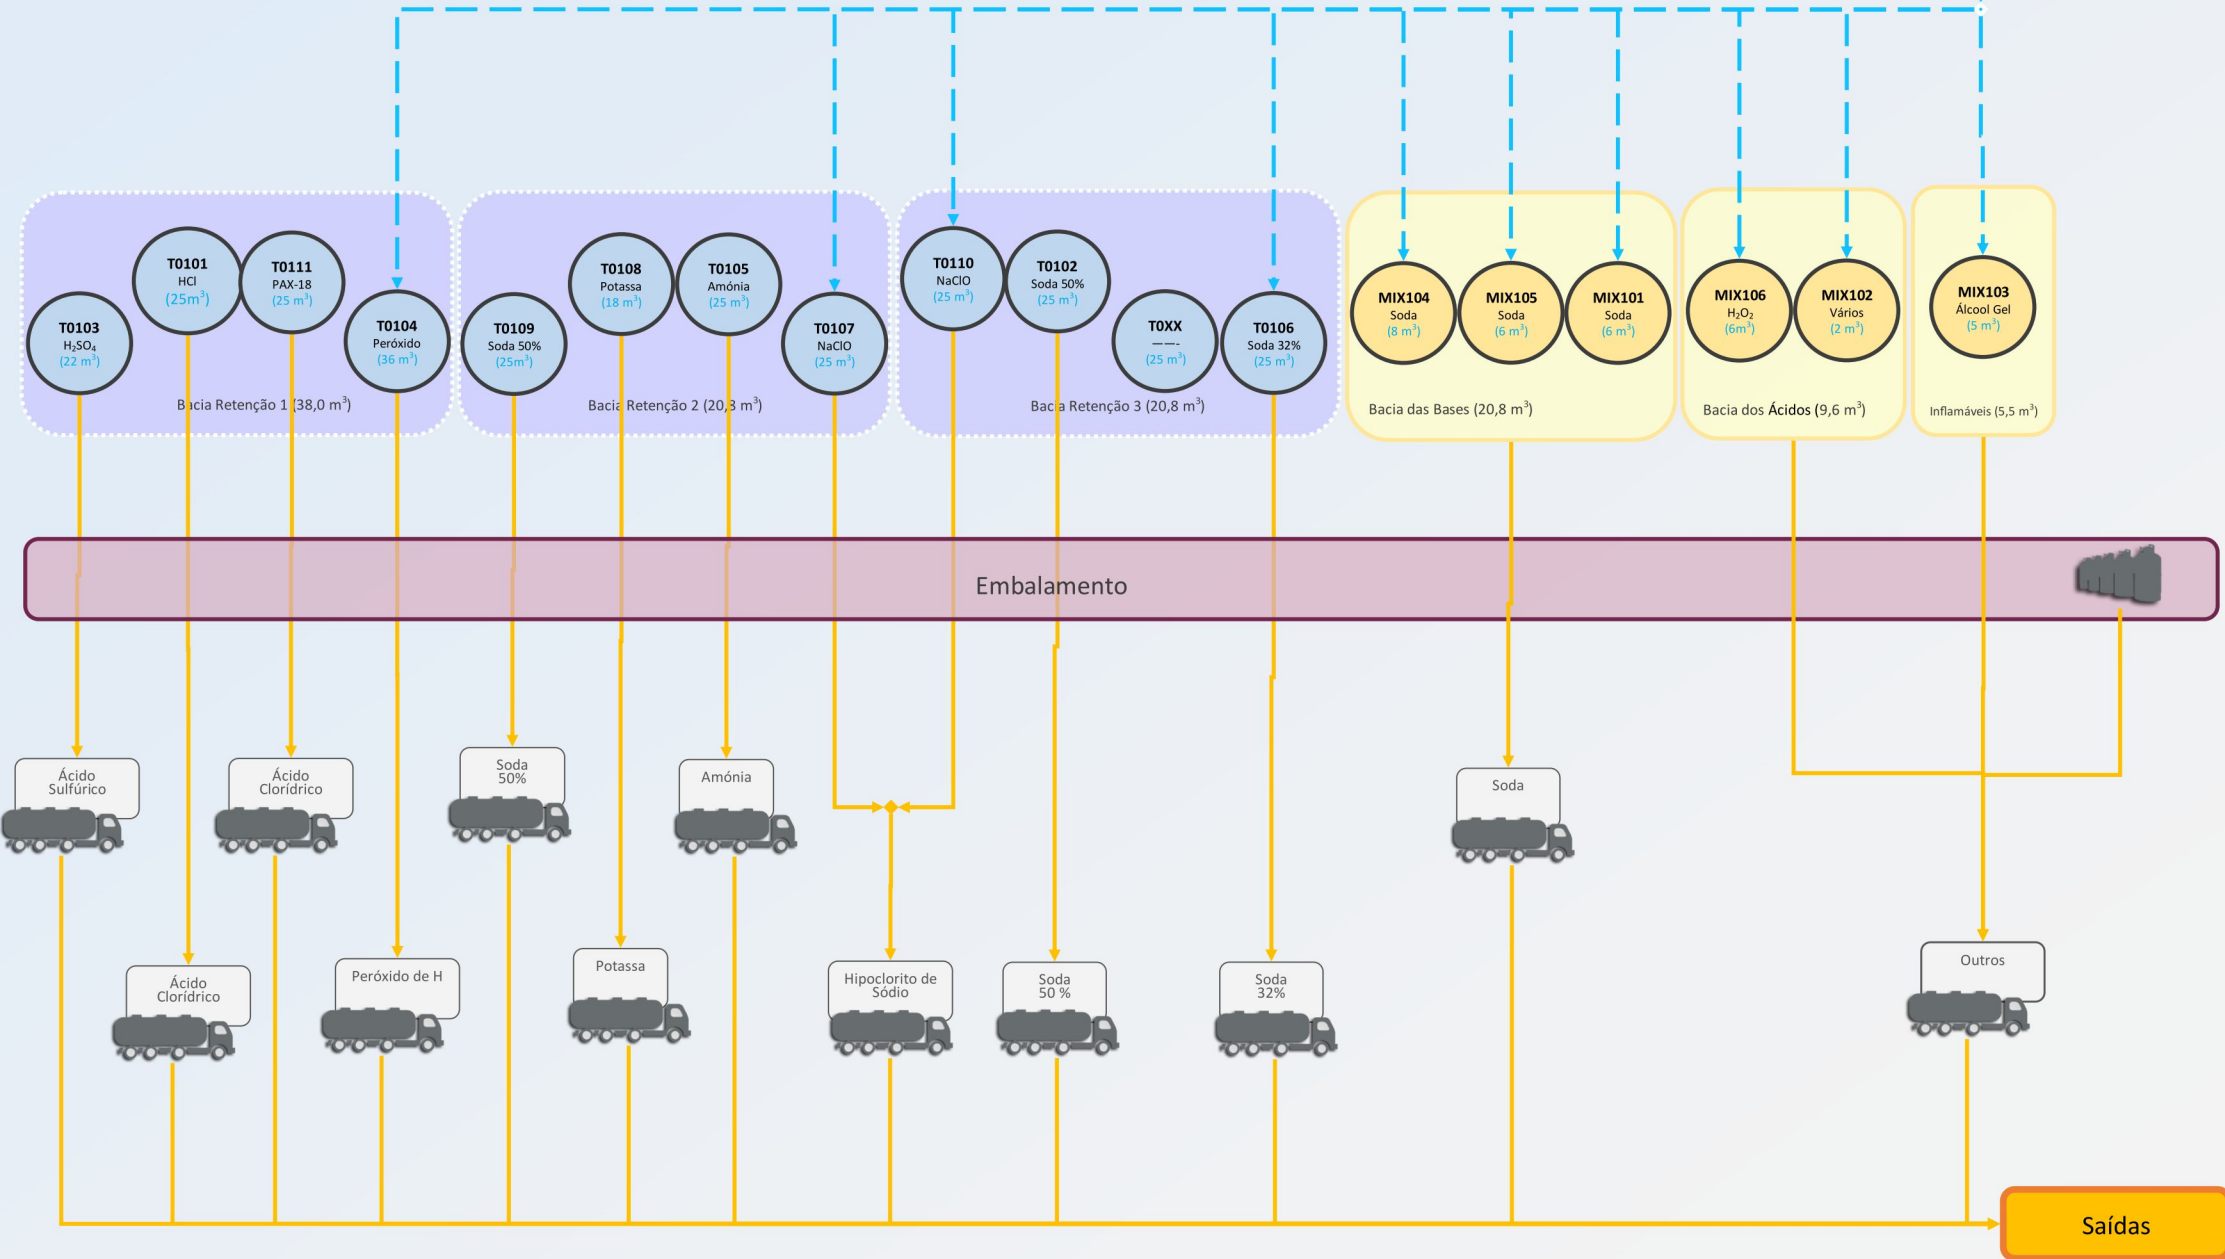 T0103
H₂SO₄
(22 m³)
T0101
HCl
(25m³)
T0111
PAX-18
(25 m³)
T0104
Peróxido
(36 m³)
Bacia Retenção 1 (38,0 m³)
T0109
Soda 50%
(25m³)
T0108
Potassa
(18 m³)
T0105
Amónia
(25 m³)
T0107
NaClO
(25 m³)
Bacia Retenção 2 (20,8 m³)
T0110
NaClO
(25 m³)
T0102
Soda 50%
(25 m³)
T0XX
——-
(25 m³)
T0106
Soda 32%
(25 m³)
Bacia Retenção 3 (20,8 m³)
MIX104
Soda
(8 m³)
MIX105
Soda
(6 m³)
MIX101
Soda
(6 m³)
Bacia das Bases (20,8 m³)
MIX106
H₂O₂
(6m³)
MIX102
Vários
(2 m³)
Bacia dos Ácidos (9,6 m³)
MIX103
Álcool Gel
(5 m³)
Inflamáveis (5,5 m³)
Embalamento
Ácido
Sulfúrico
Ácido
Clorídrico
Soda
50%
Amónia
Soda
Ácido
Clorídrico
Peróxido de H
Potassa
Hipoclorito de
Sódio
Soda
50 %
Soda
32%
Outros
Saídas